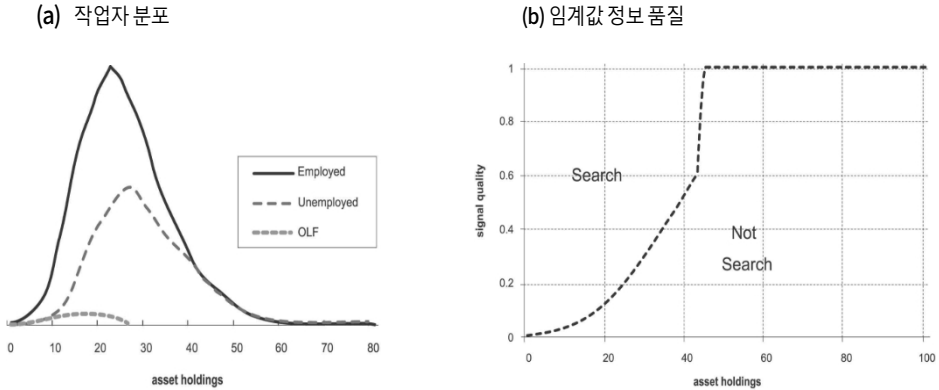 (a) 작업자 분포
(b) 임계값 정보 품질
Employed
Unemployed
OLF
0 10 20 30 40 50 60 70 80
asset holdings
1
0.8
0.6
0.4
0.2
0
signal quality
Search
Not
Search
0 20 40 60 80 100
asset holdings